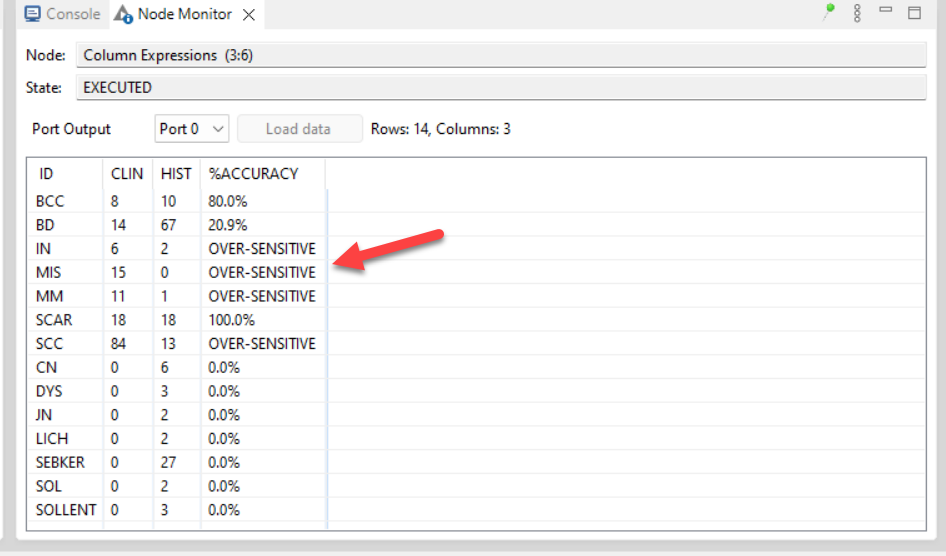 Console Node Monitor
Node: Column Expressions (3:6)
State: EXECUTED
Port Output Port 0 Load data Rows: 14, Columns: 3
ID CLIN HIST %ACCURACY
BCC 8 10 80.0%
BD 14 67 20.9%
IN 6 2 OVER-SENSITIVE
MIS 15 0 OVER-SENSITIVE
MM 11 1 OVER-SENSITIVE
SCAR 18 18 100.0%
SCC 84 13 OVER-SENSITIVE
CN 0 6 0.0%
DYS 0 3 0.0%
JN 0 2 0.0%
LICH 0 2 0.0%
SEBKER 0 27 0.0%
SOL 0 2 0.0%
SOLLENT 0 3 0.0%